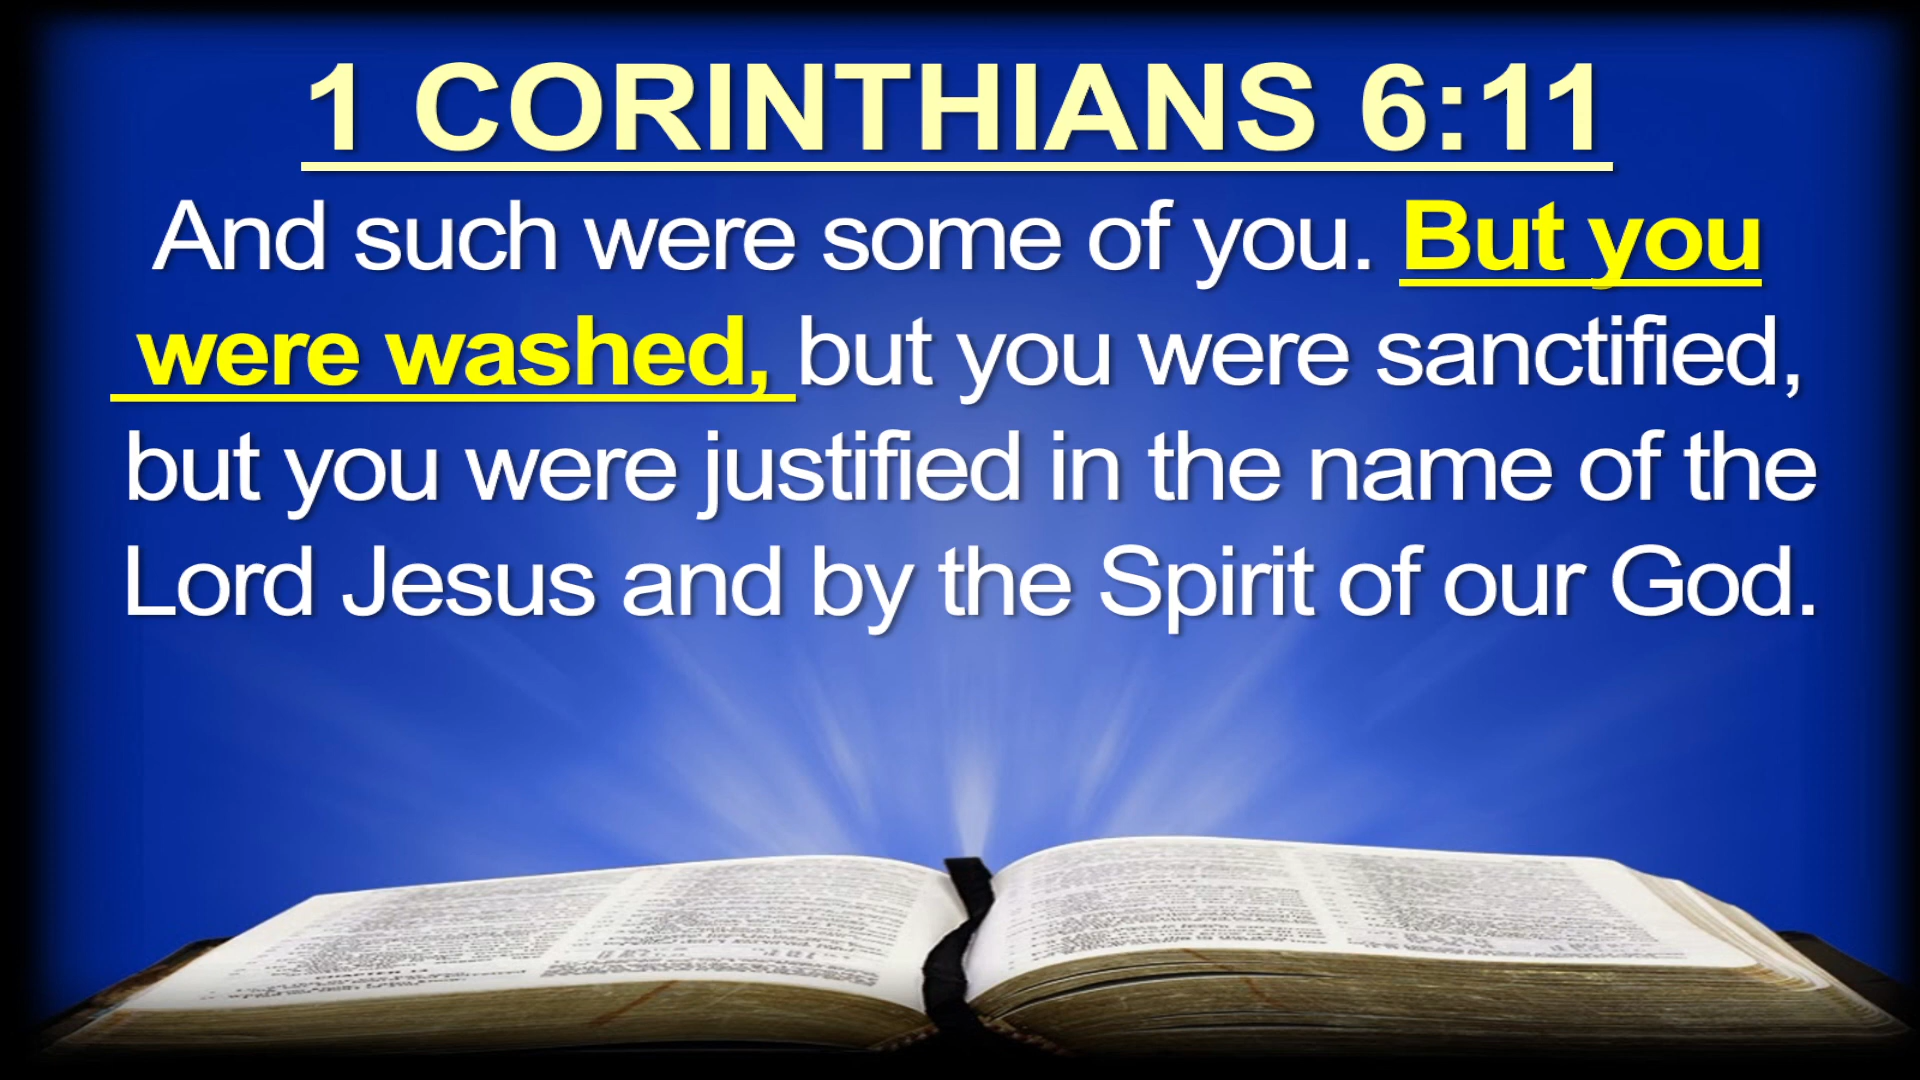 1 CORINTHIANS 6:11
And such were some of you. But you
were washed, but you were sanctified,
but you were justified in the name of the
Lord Jesus and by the Spirit of our God.